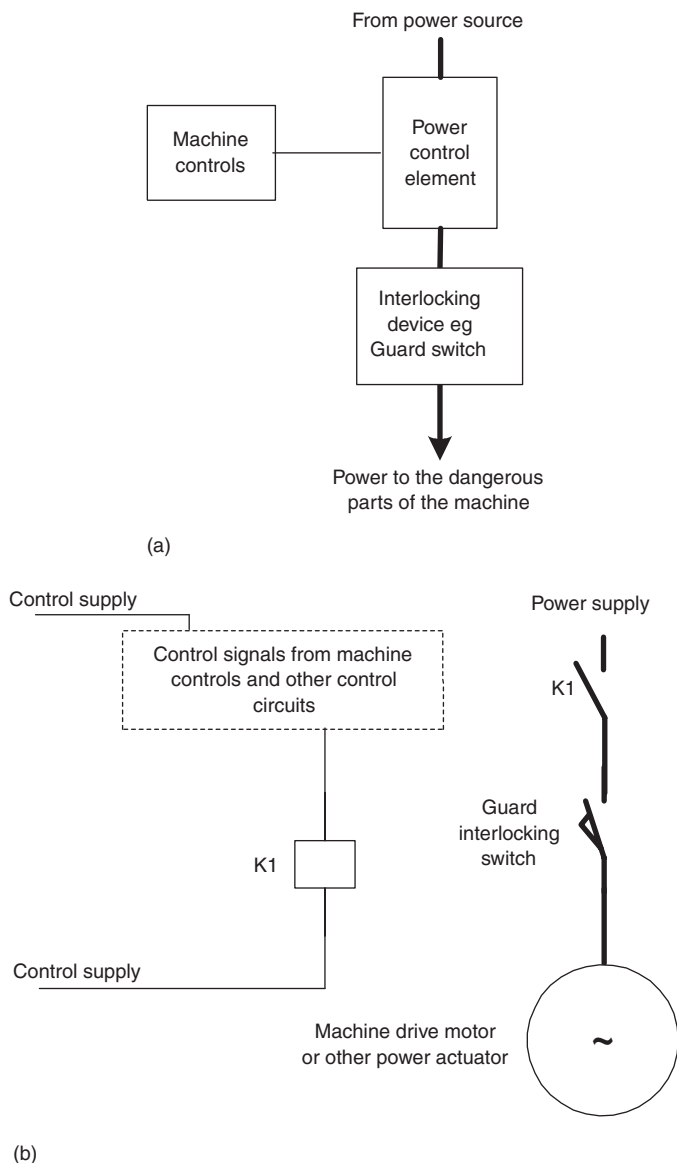 From power source
Machine
controls
Power
control
element
Interlocking
device eg
Guard switch
Power to the dangerous
parts of the machine
(a)
Control supply
Power supply
Control signals from machine
controls and other control
circuits
K1
Guard
interlocking
switch
K1
Control supply
Machine drive motor
or other power actuator
~
(b)